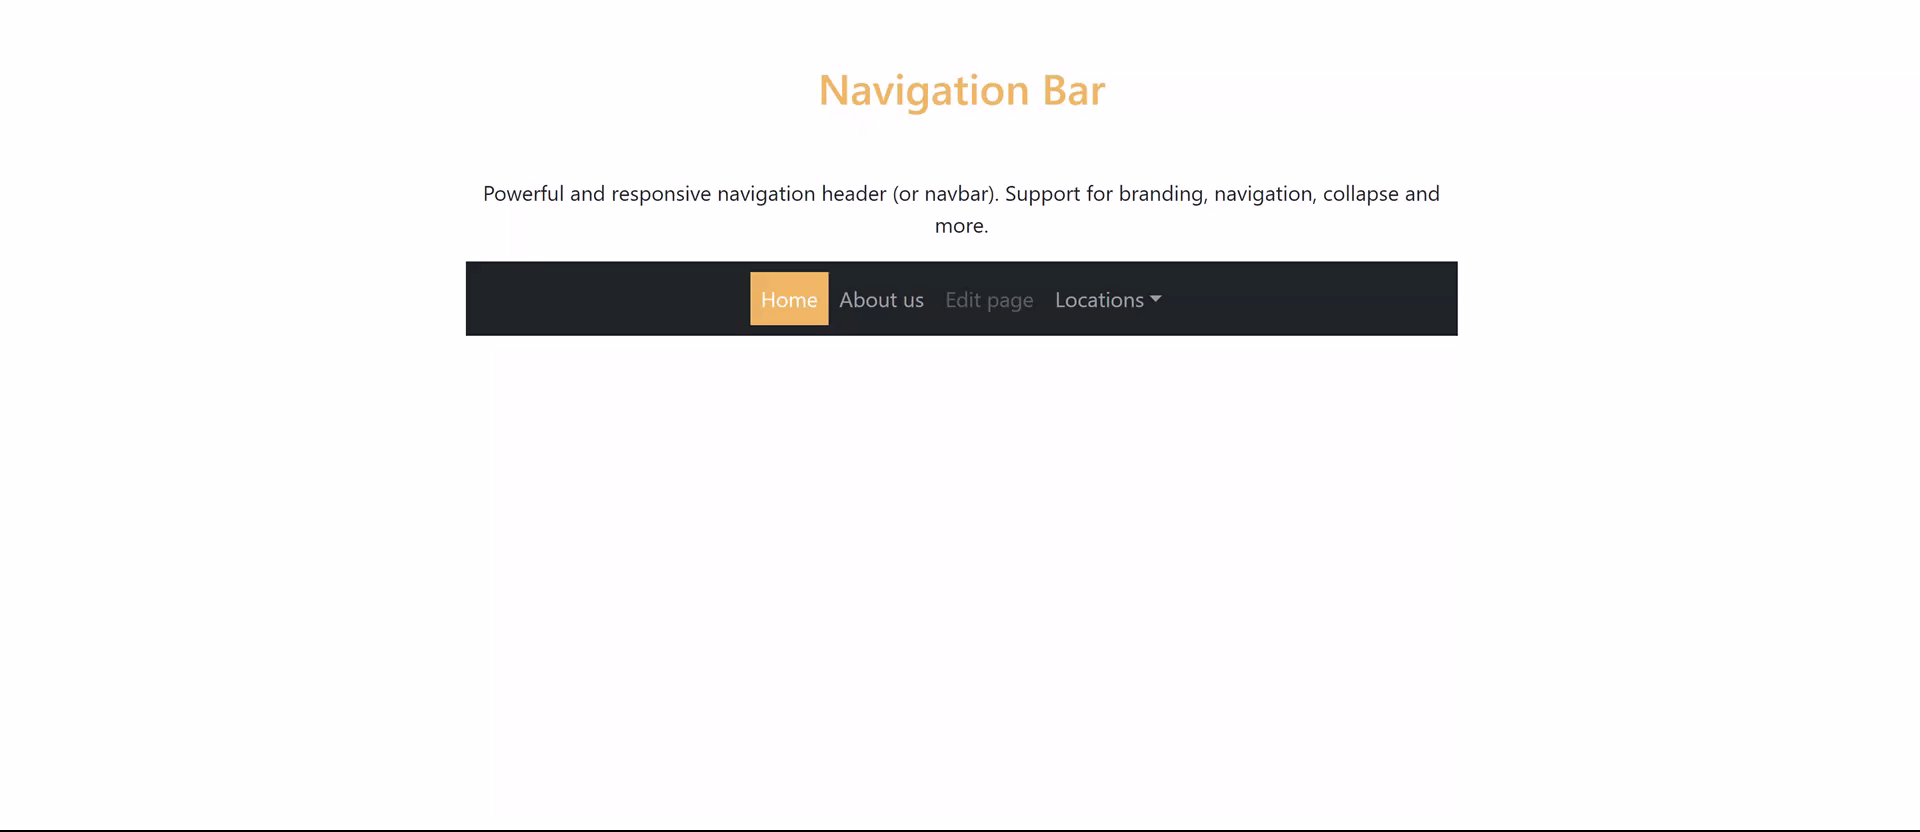 Navigation Bar
Powerful and responsive navigation header (or navbar). Support for branding, navigation, collapse and
more.
Home About us Edit page Locations